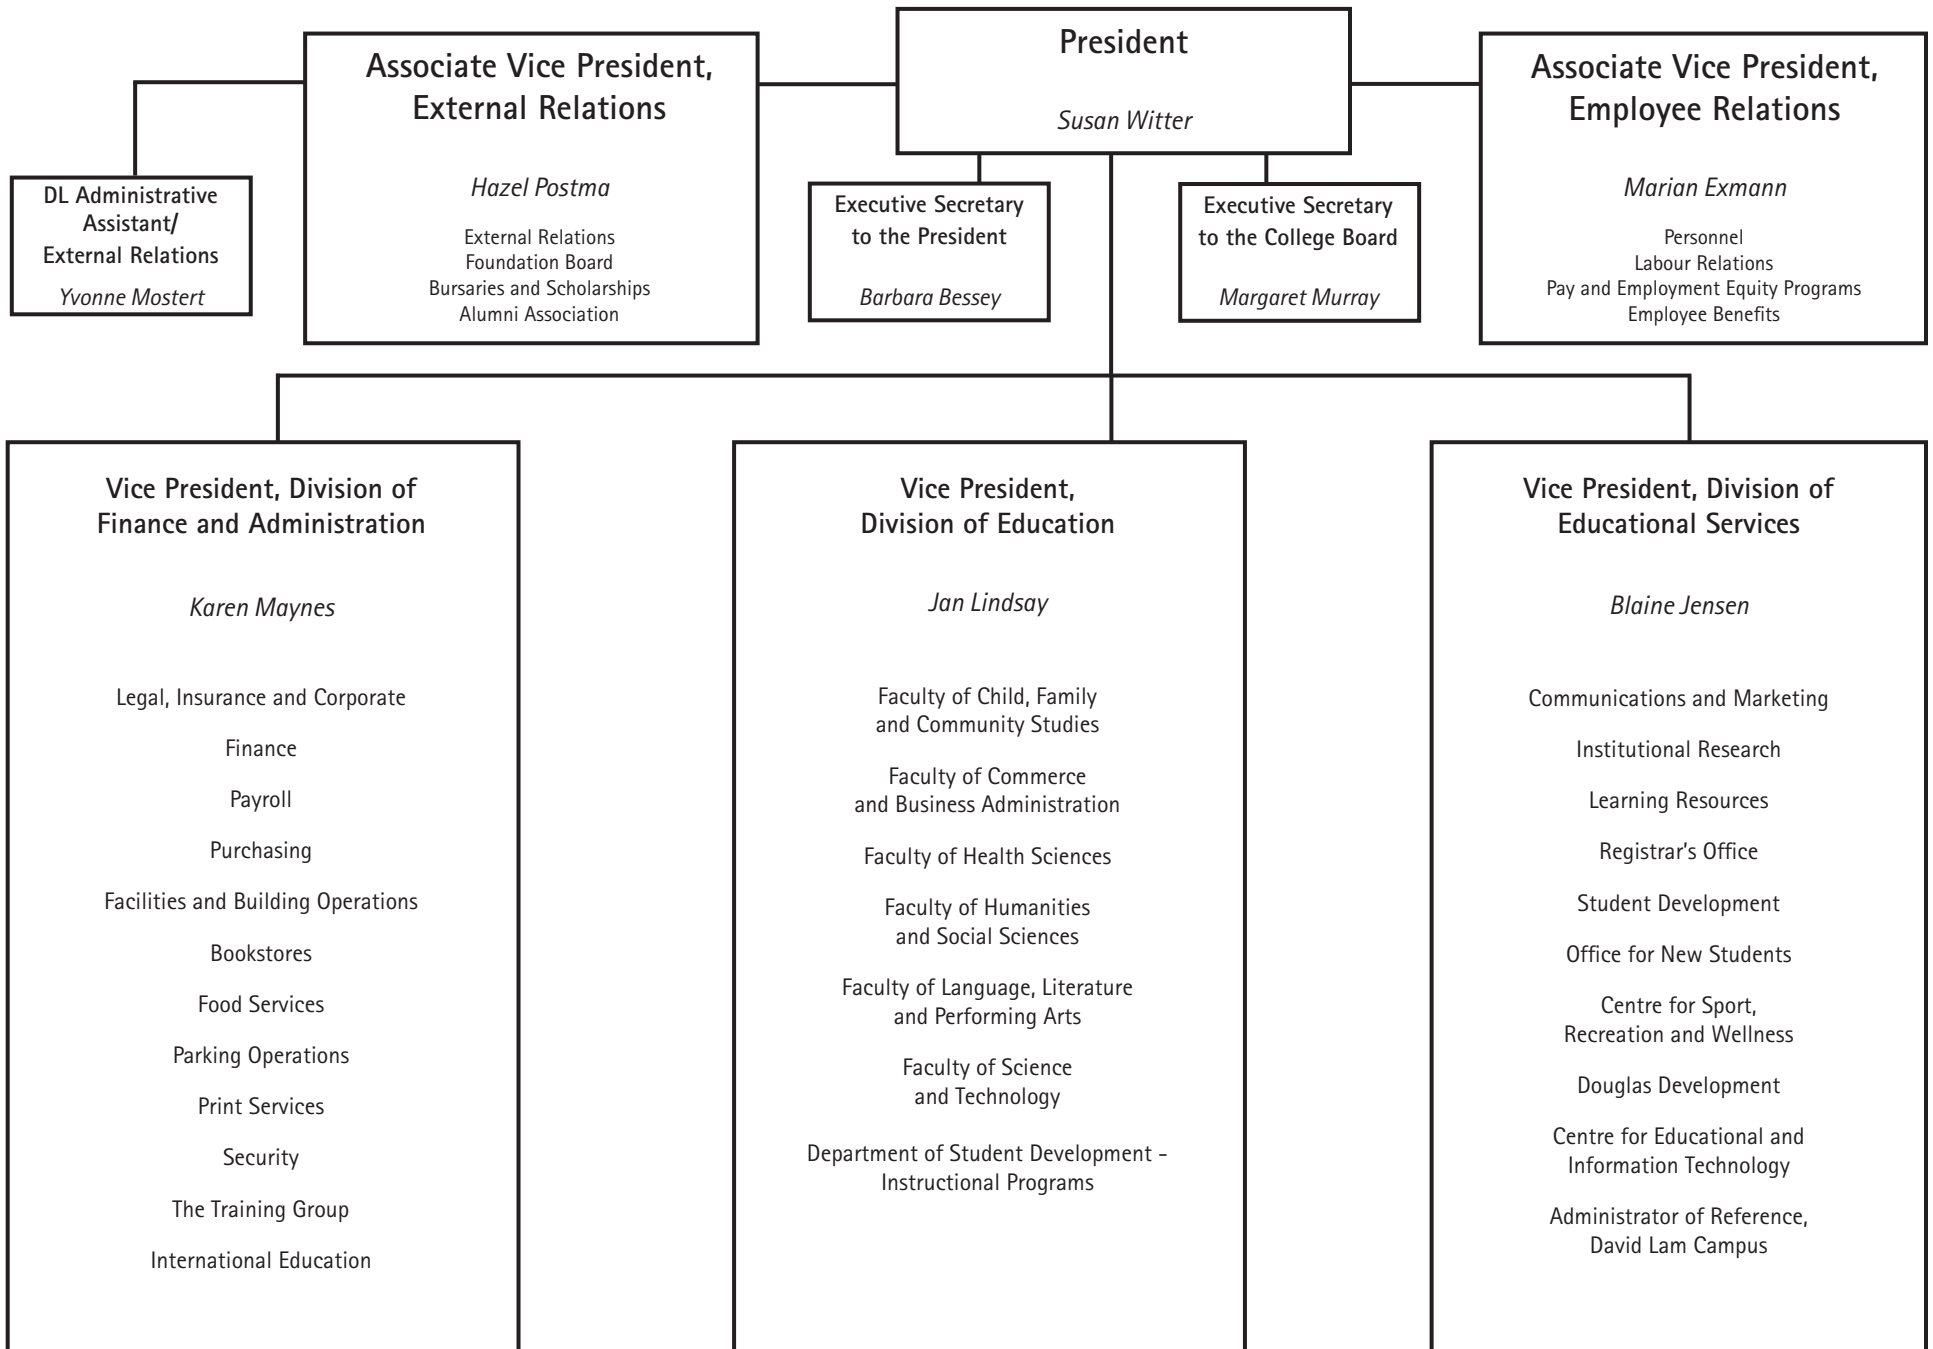 President
Susan Witter
Associate Vice President,
External Relations
Hazel Postma
External Relations
Foundation Board
Bursaries and Scholarships
Alumni Association
Associate Vice President,
Employee Relations
Marian Exmann
Personnel
Labour Relations
Pay and Employment Equity Programs
Employee Benefits
DL Administrative
Assistant/
External Relations
Yvonne Mostert
Executive Secretary
to the President
Barbara Bessey
Executive Secretary
to the College Board
Margaret Murray
Vice President, Division of
Finance and Administration
Karen Maynes
Legal, Insurance and Corporate
Finance
Payroll
Purchasing
Facilities and Building Operations
Bookstores
Food Services
Parking Operations
Print Services
Security
The Training Group
International Education
Vice President,
Division of Education
Jan Lindsay
Faculty of Child, Family
and Community Studies
Faculty of Commerce
and Business Administration
Faculty of Health Sciences
Faculty of Humanities
and Social Sciences
Faculty of Language, Literature
and Performing Arts
Faculty of Science
and Technology
Department of Student Development -
Instructional Programs
Vice President, Division of
Educational Services
Blaine Jensen
Communications and Marketing
Institutional Research
Learning Resources
Registrar's Office
Student Development
Office for New Students
Centre for Sport,
Recreation and Wellness
Douglas Development
Centre for Educational and
Information Technology
Administrator of Reference,
David Lam Campus